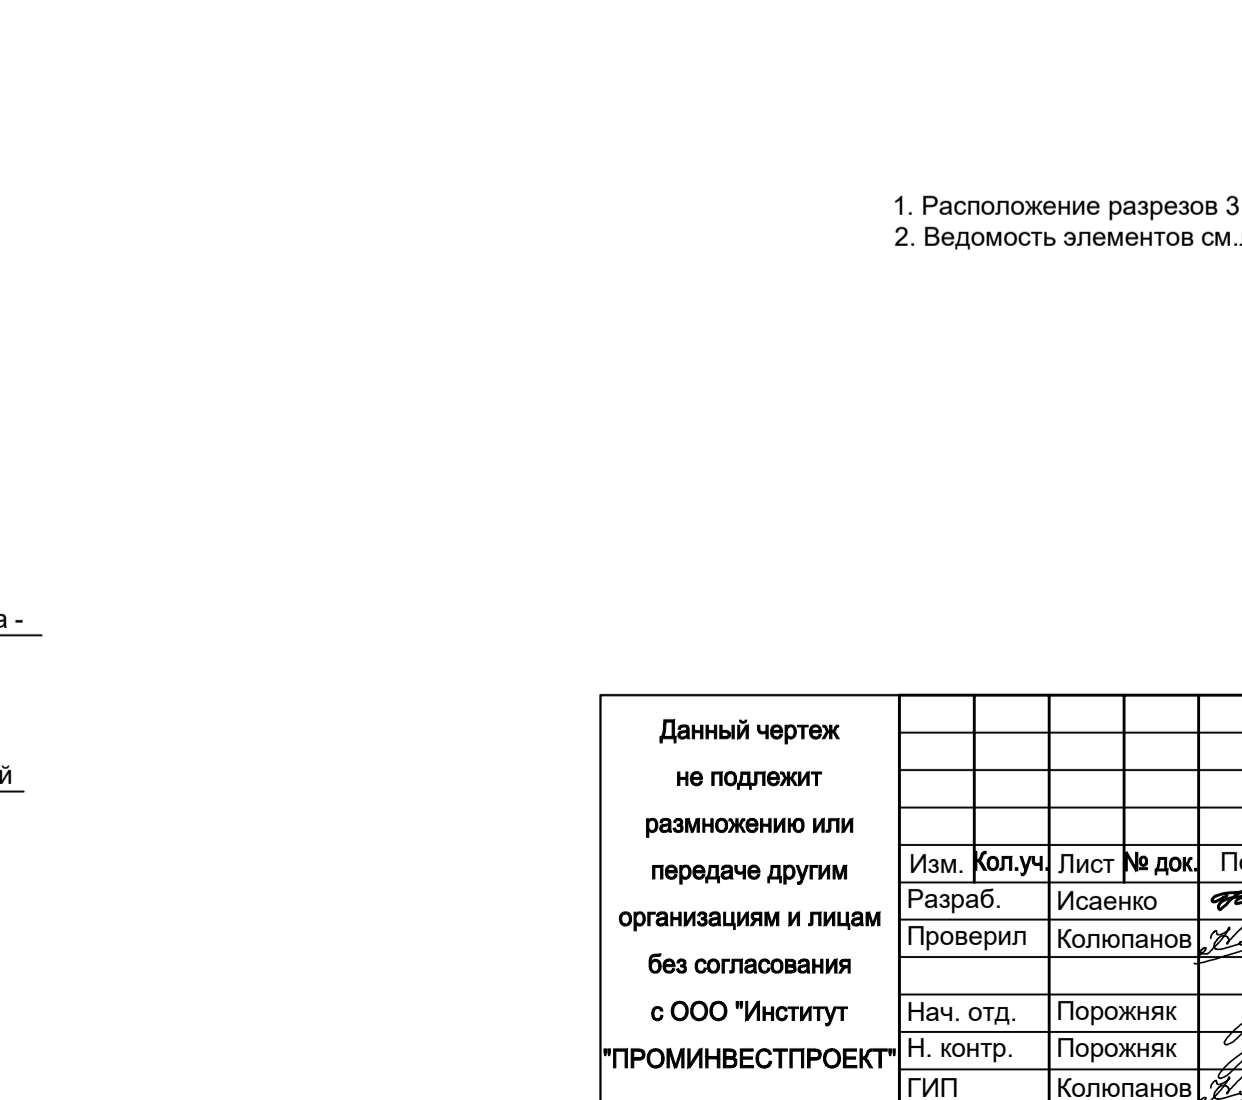 1. Расположение разрезов 3
2. Ведомость элементов см.
а -
й
Данный чертеж
не подлежит
размножению или
передаче другим
организациям и лицам
без согласования
с ООО "Институт
"ПРОМИНВЕСТПРОЕКТ"
Изм. Кол.уч. Лист № док.
Разраб. Исаенко
Проверил Колюпанов
Нач. отд. Порожняк
Н. контр. Порожняк
ГИП Колюпанов